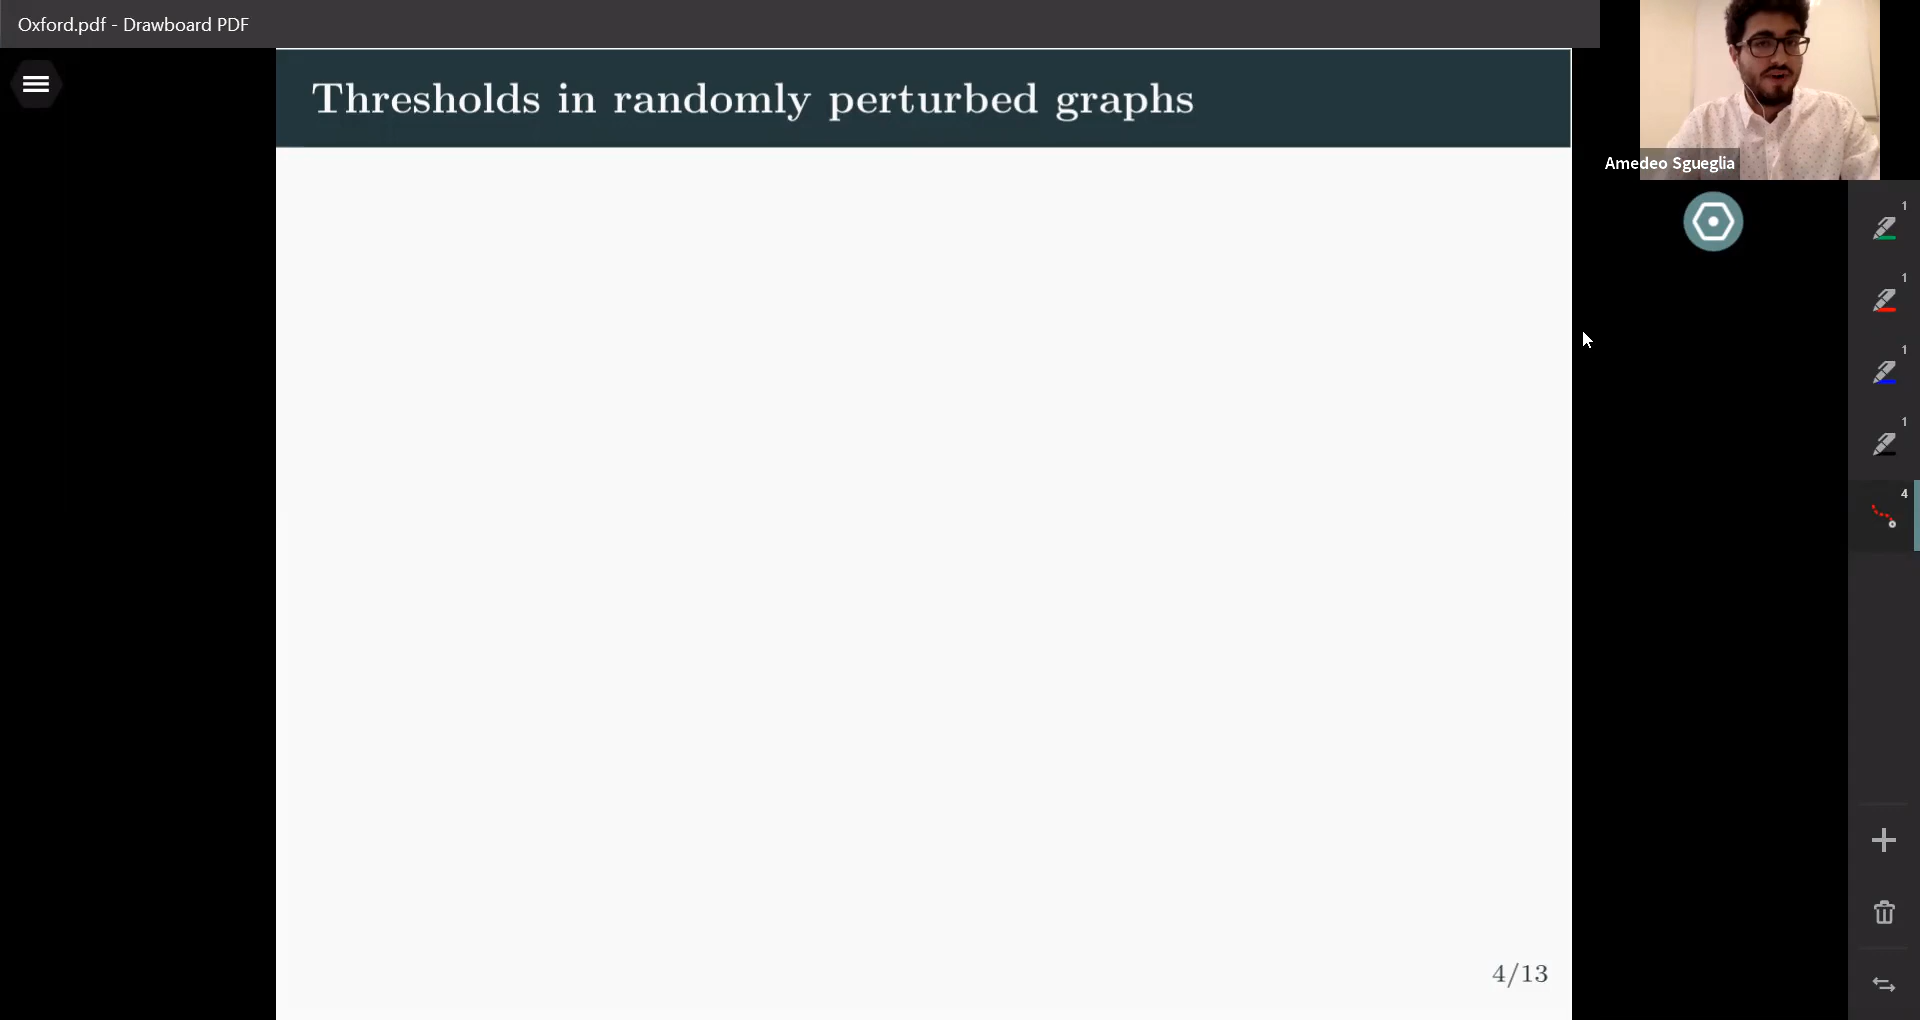 Oxford.pdf - Drawboard PDF
Thresholds in randomly perturbed graphs
Amedeo Sgueglia
1
1
1
1
4
4/13